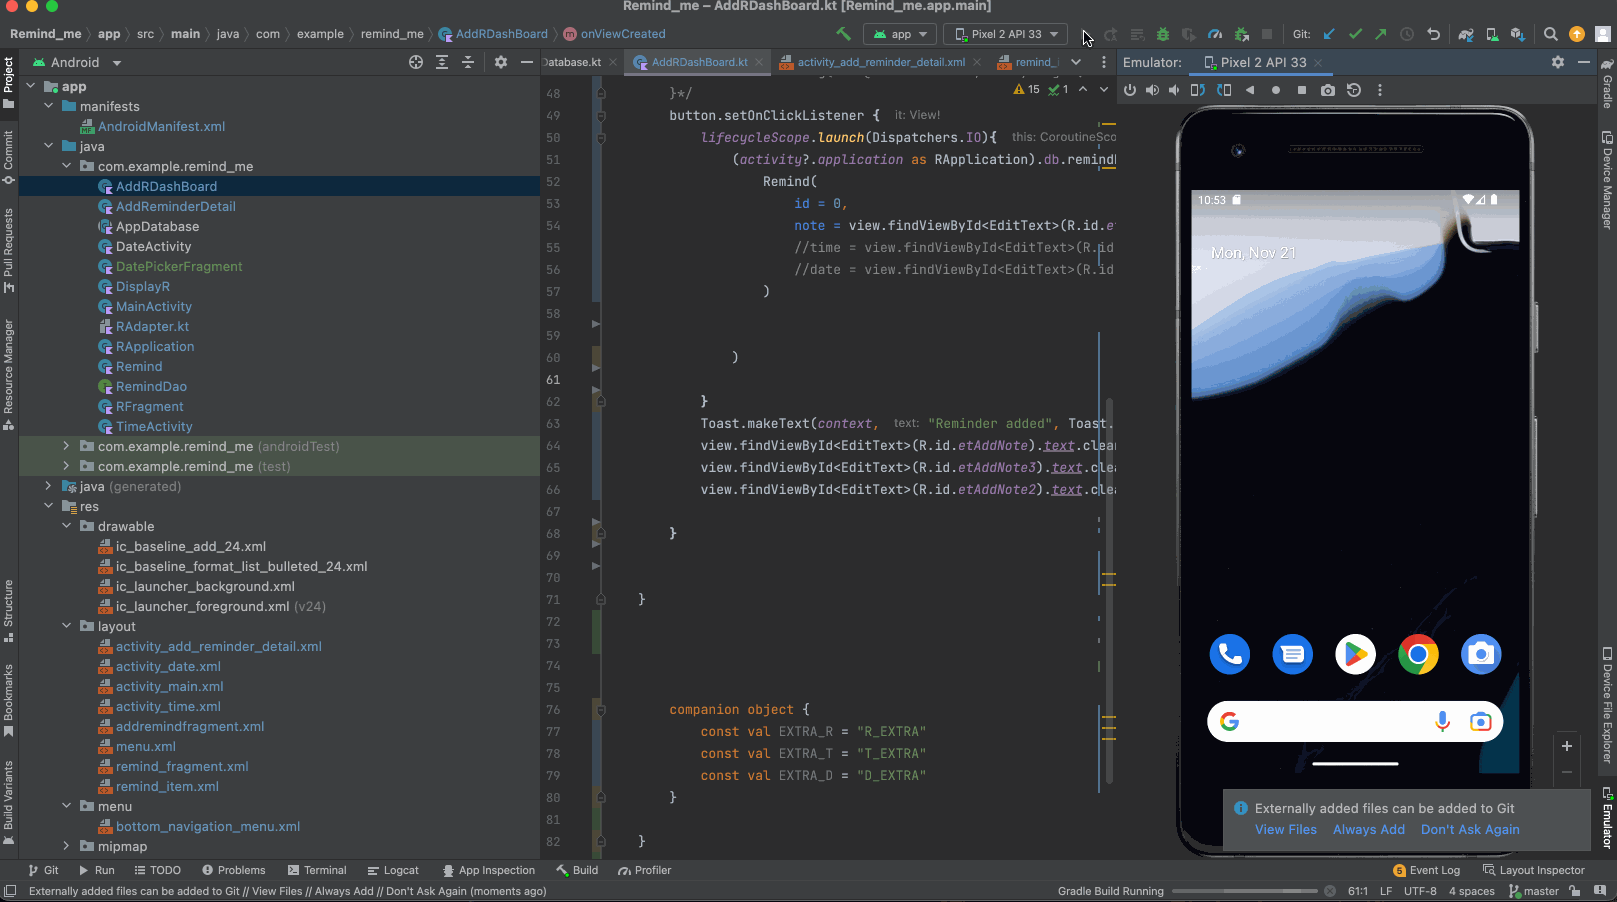 Remind_me – AddRDashBoard.kt [Remind_me.app.main]
Remind_me app src main java com example remind_me AddRDashBoard onViewCreated
app Pixel 2 API 33 Git:
Android
Database.kt AddRDashBoard.kt activity_add_reminder_detail.xml remind_
Emulator: Pixel 2 API 33
Project
Commit
Pull Requests
Resource Manager
Structure
Bookmarks
Build Variants
app
manifests
AndroidManifest.xml
java
com.example.remind_me
AddRDashBoard
AddReminderDetail
AppDatabase
DateActivity
DatePickerFragment
DisplayR
MainActivity
RAdapter.kt
RApplication
Remind
RemindDao
RFragment
TimeActivity
com.example.remind_me (androidTest)
com.example.remind_me (test)
java (generated)
res
drawable
ic_baseline_add_24.xml
ic_baseline_format_list_bulleted_24.xml
ic_launcher_background.xml
ic_launcher_foreground.xml (v24)
layout
activity_add_reminder_detail.xml
activity_date.xml
activity_main.xml
activity_time.xml
addremindfragment.xml
menu.xml
remind_fragment.xml
remind_item.xml
menu
bottom_navigation_menu.xml
mipmap
15 1
48 }*/
49 button.setOnClickListener { it: View!
50 lifecycleScope.launch(Dispatchers.IO){ this: CoroutineSco
51 (activity?.application as RApplication).db.remind
52 Remind(
53 id = 0,
54 note = view.findViewById<EditText>(R.id.et
55 //time = view.findViewById<EditText>(R.id
56 //date = view.findViewById<EditText>(R.id
57 )
58
59
60 )
61
62 }
63 Toast.makeText(context, text: "Reminder added", Toast.
64 view.findViewById<EditText>(R.id.etAddNote).text.clea
65 view.findViewById<EditText>(R.id.etAddNote3).text.clea
66 view.findViewById<EditText>(R.id.etAddNote2).text.clea
67
68 }
69
70
71 }
72
73
74
75
76 companion object {
77 const val EXTRA_R = "R_EXTRA"
78 const val EXTRA_T = "T_EXTRA"
79 const val EXTRA_D = "D_EXTRA"
80 }
81
82 }
10:53
Mon, Nov 21
Externally added files can be added to Git
View Files Always Add Don't Ask Again
Gradle
Device Manager
Device File Explorer
Emulator
Git Run TODO Problems Terminal Logcat App Inspection Build Profiler 5 Event Log Layout Inspector
Externally added files can be added to Git // View Files // Always Add // Don't Ask Again (moments ago) Gradle Build Running 61:1 LF UTF-8 4 spaces master